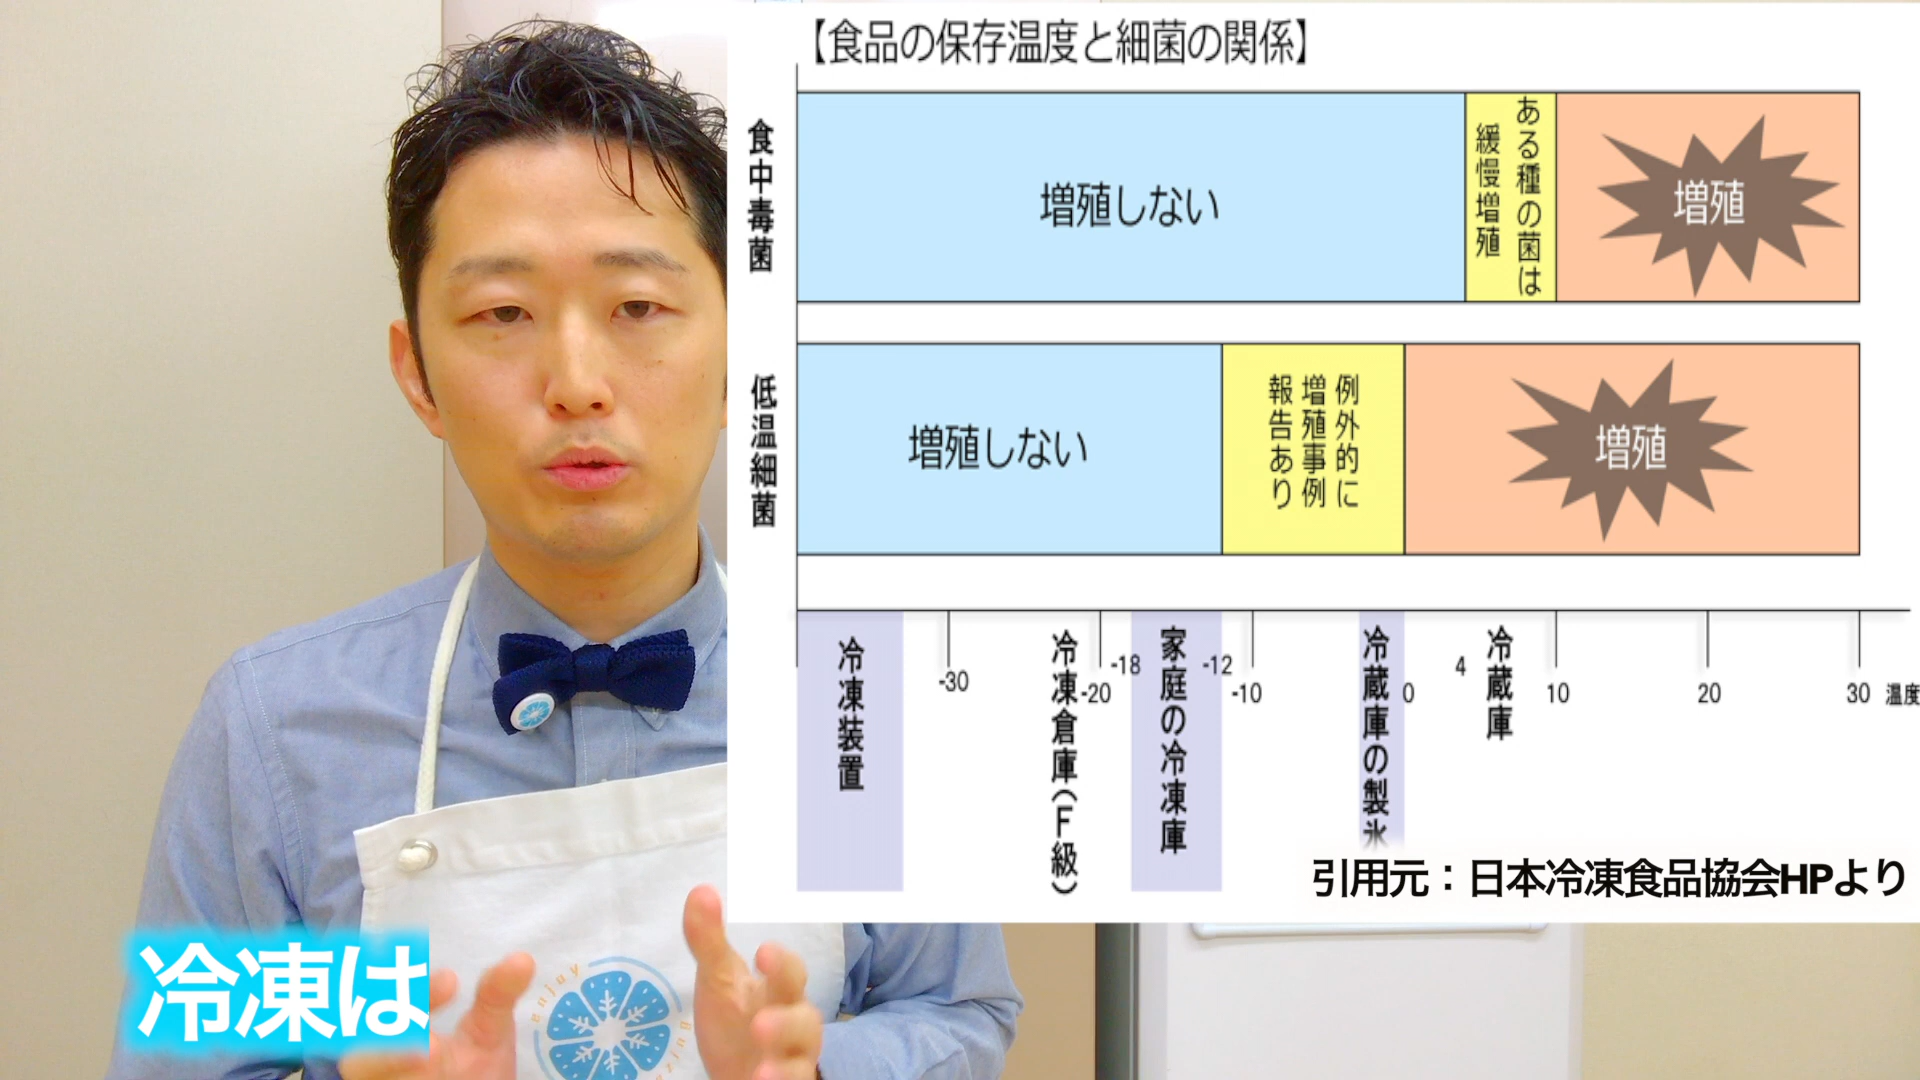 【食品の保存温度と細菌の関係】
食中毒菌
増殖しない
ある種の菌は
緩慢増殖
増殖
低温細菌
増殖しない
例外的に
増殖事例
報告あり
増殖
-30
-20
-18
-12
-10
0
4
10
20
30
温度
冷凍装置
冷凍倉庫(F級)
家庭の冷凍庫
冷蔵庫の製氷
冷蔵庫
引用元：日本冷凍食品協会HPより
冷凍は
enjoy